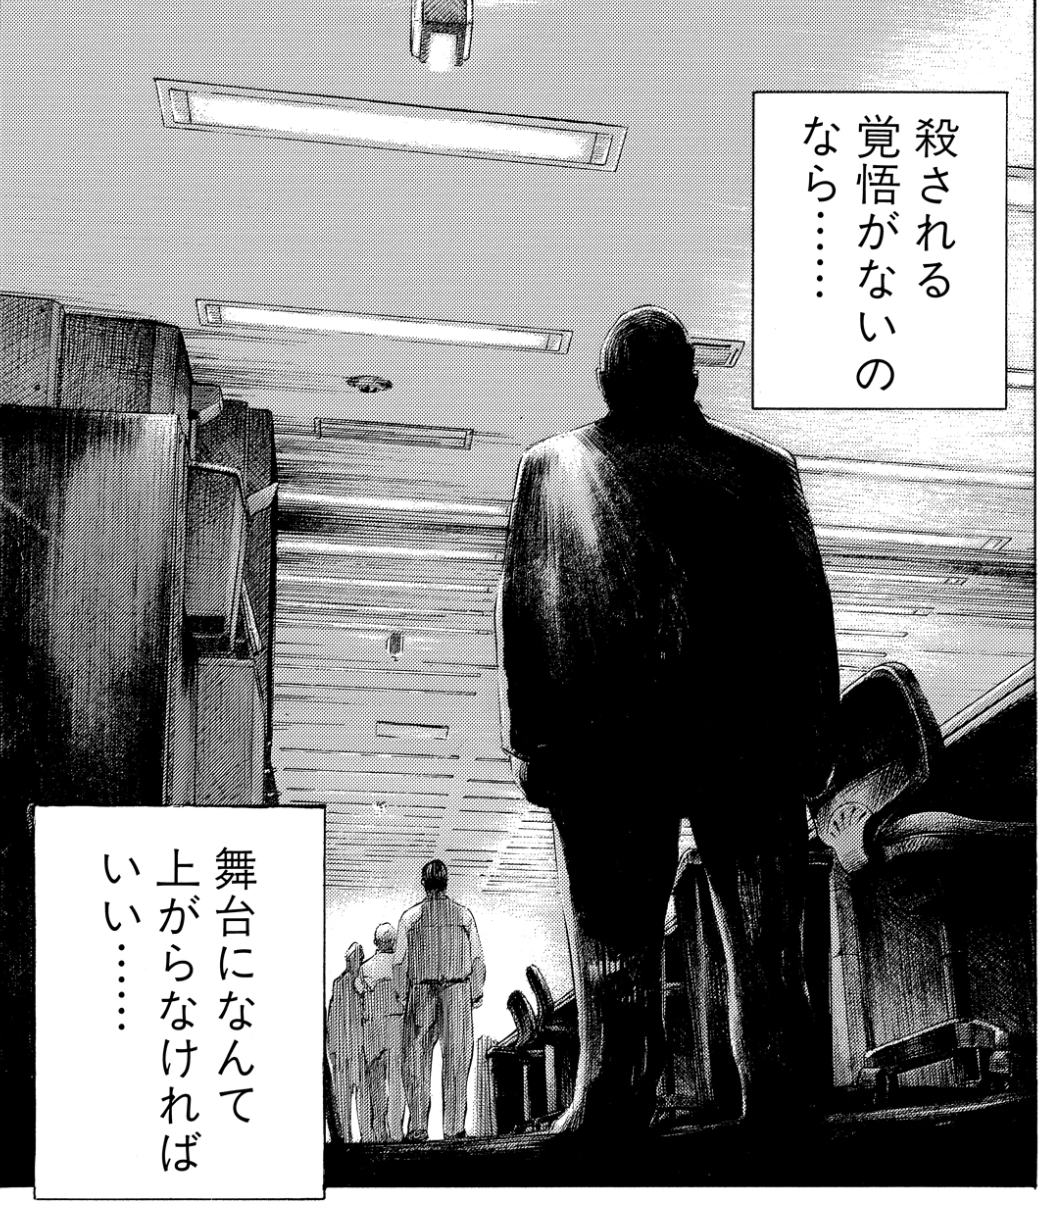 殺される
覚悟がないの
なら……
舞台になんて
上がらなければ
いい……